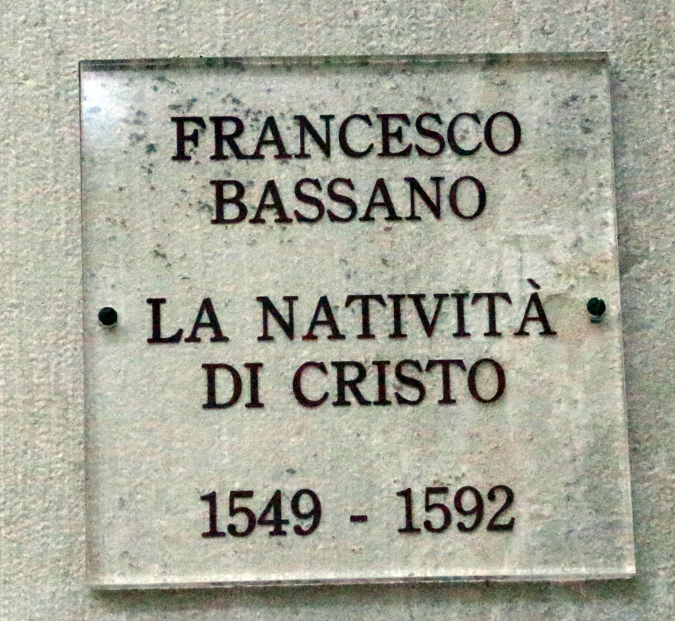 FRANCESCO
BASSANO
LA NATIVITÀ
DI CRISTO
1549 - 1592